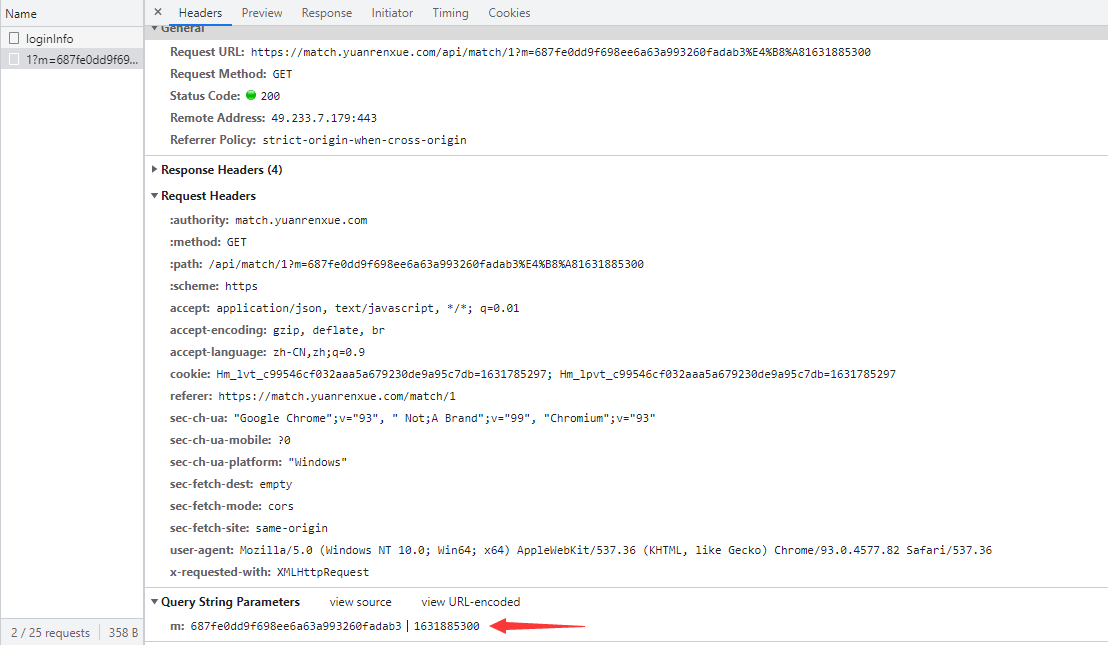 Name
loginInfo
1?m=687fe0dd9f69...
2 / 25 requests
358 B
Headers Preview Response Initiator Timing Cookies
General
Request URL: https://match.yuanrenxue.com/api/match/1?m=687fe0dd9f698ee6a63a993260fadab3%E4%B8%A81631885300
Request Method: GET
Status Code: 200
Remote Address: 49.233.7.179:443
Referrer Policy: strict-origin-when-cross-origin
Response Headers (4)
Request Headers
:authority: match.yuanrenxue.com
:method: GET
:path: /api/match/1?m=687fe0dd9f698ee6a63a993260fadab3%E4%B8%A81631885300
:scheme: https
accept: application/json, text/javascript, */*; q=0.01
accept-encoding: gzip, deflate, br
accept-language: zh-CN,zh;q=0.9
cookie: Hm_lvt_c99546cf032aaa5a679230de9a95c7db=1631785297; Hm_lpvt_c99546cf032aaa5a679230de9a95c7db=1631785297
referer: https://match.yuanrenxue.com/match/1
sec-ch-ua: "Google Chrome";v="93", " Not;A Brand";v="99", "Chromium";v="93"
sec-ch-ua-mobile: ?0
sec-ch-ua-platform: "Windows"
sec-fetch-dest: empty
sec-fetch-mode: cors
sec-fetch-site: same-origin
user-agent: Mozilla/5.0 (Windows NT 10.0; Win64; x64) AppleWebKit/537.36 (KHTML, like Gecko) Chrome/93.0.4577.82 Safari/537.36
x-requested-with: XMLHttpRequest
Query String Parameters view source view URL-encoded
m: 687fe0dd9f698ee6a63a993260fadab3丨1631885300